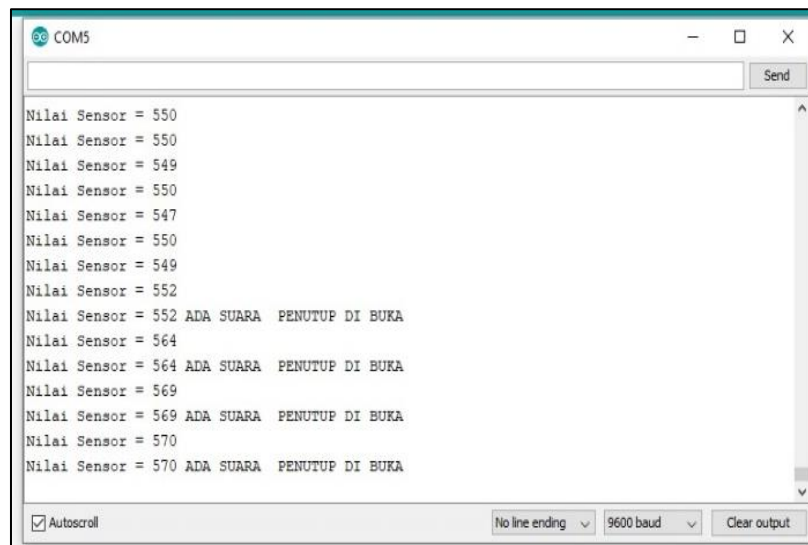 COM5
Send
Nilai Sensor = 550
Nilai Sensor = 550
Nilai Sensor = 549
Nilai Sensor = 550
Nilai Sensor = 547
Nilai Sensor = 550
Nilai Sensor = 549
Nilai Sensor = 552
Nilai Sensor = 552 ADA SUARA  PENUTUP DI BUKA
Nilai Sensor = 564
Nilai Sensor = 564 ADA SUARA  PENUTUP DI BUKA
Nilai Sensor = 569
Nilai Sensor = 569 ADA SUARA  PENUTUP DI BUKA
Nilai Sensor = 570
Nilai Sensor = 570 ADA SUARA  PENUTUP DI BUKA
Autoscroll No line ending 9600 baud Clear output